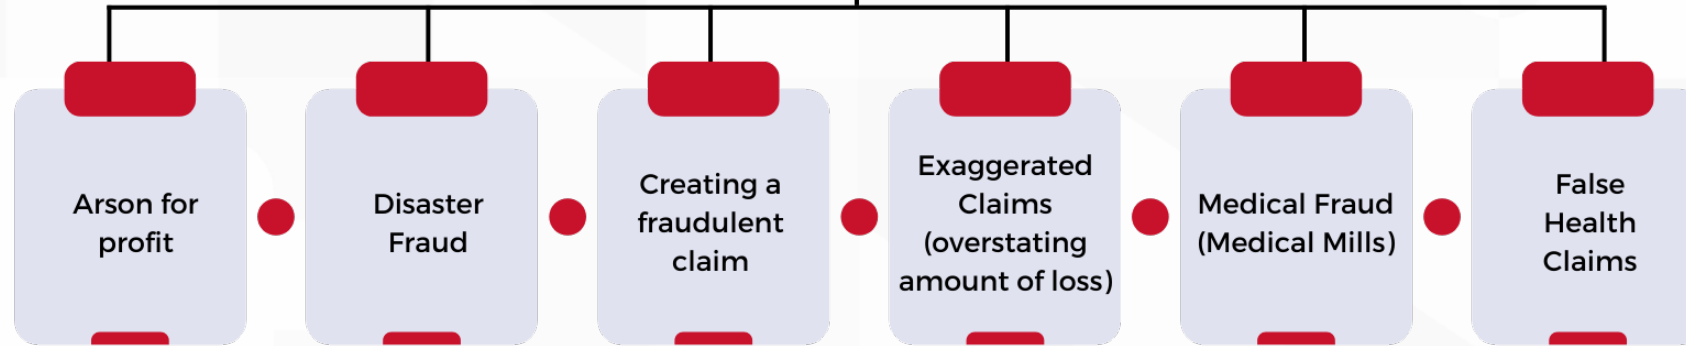 Arson for
profit
Disaster
Fraud
Creating a
fraudulent
claim
Exaggerated
Claims
(overstating
amount of loss)
Medical Fraud
(Medical Mills)
False
Health
Claims